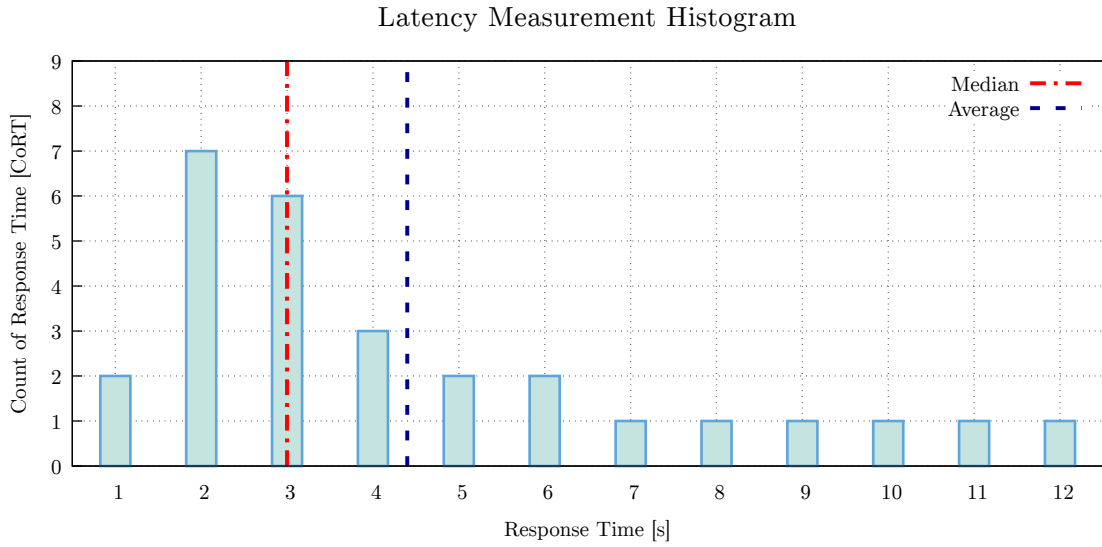 Latency Measurement Histogram
Count of Response Time [CoRT]
9
8
7
6
5
4
3
2
1
0
Median
Average
1 2 3 4 5 6 7 8 9 10 11 12
Response Time [s]